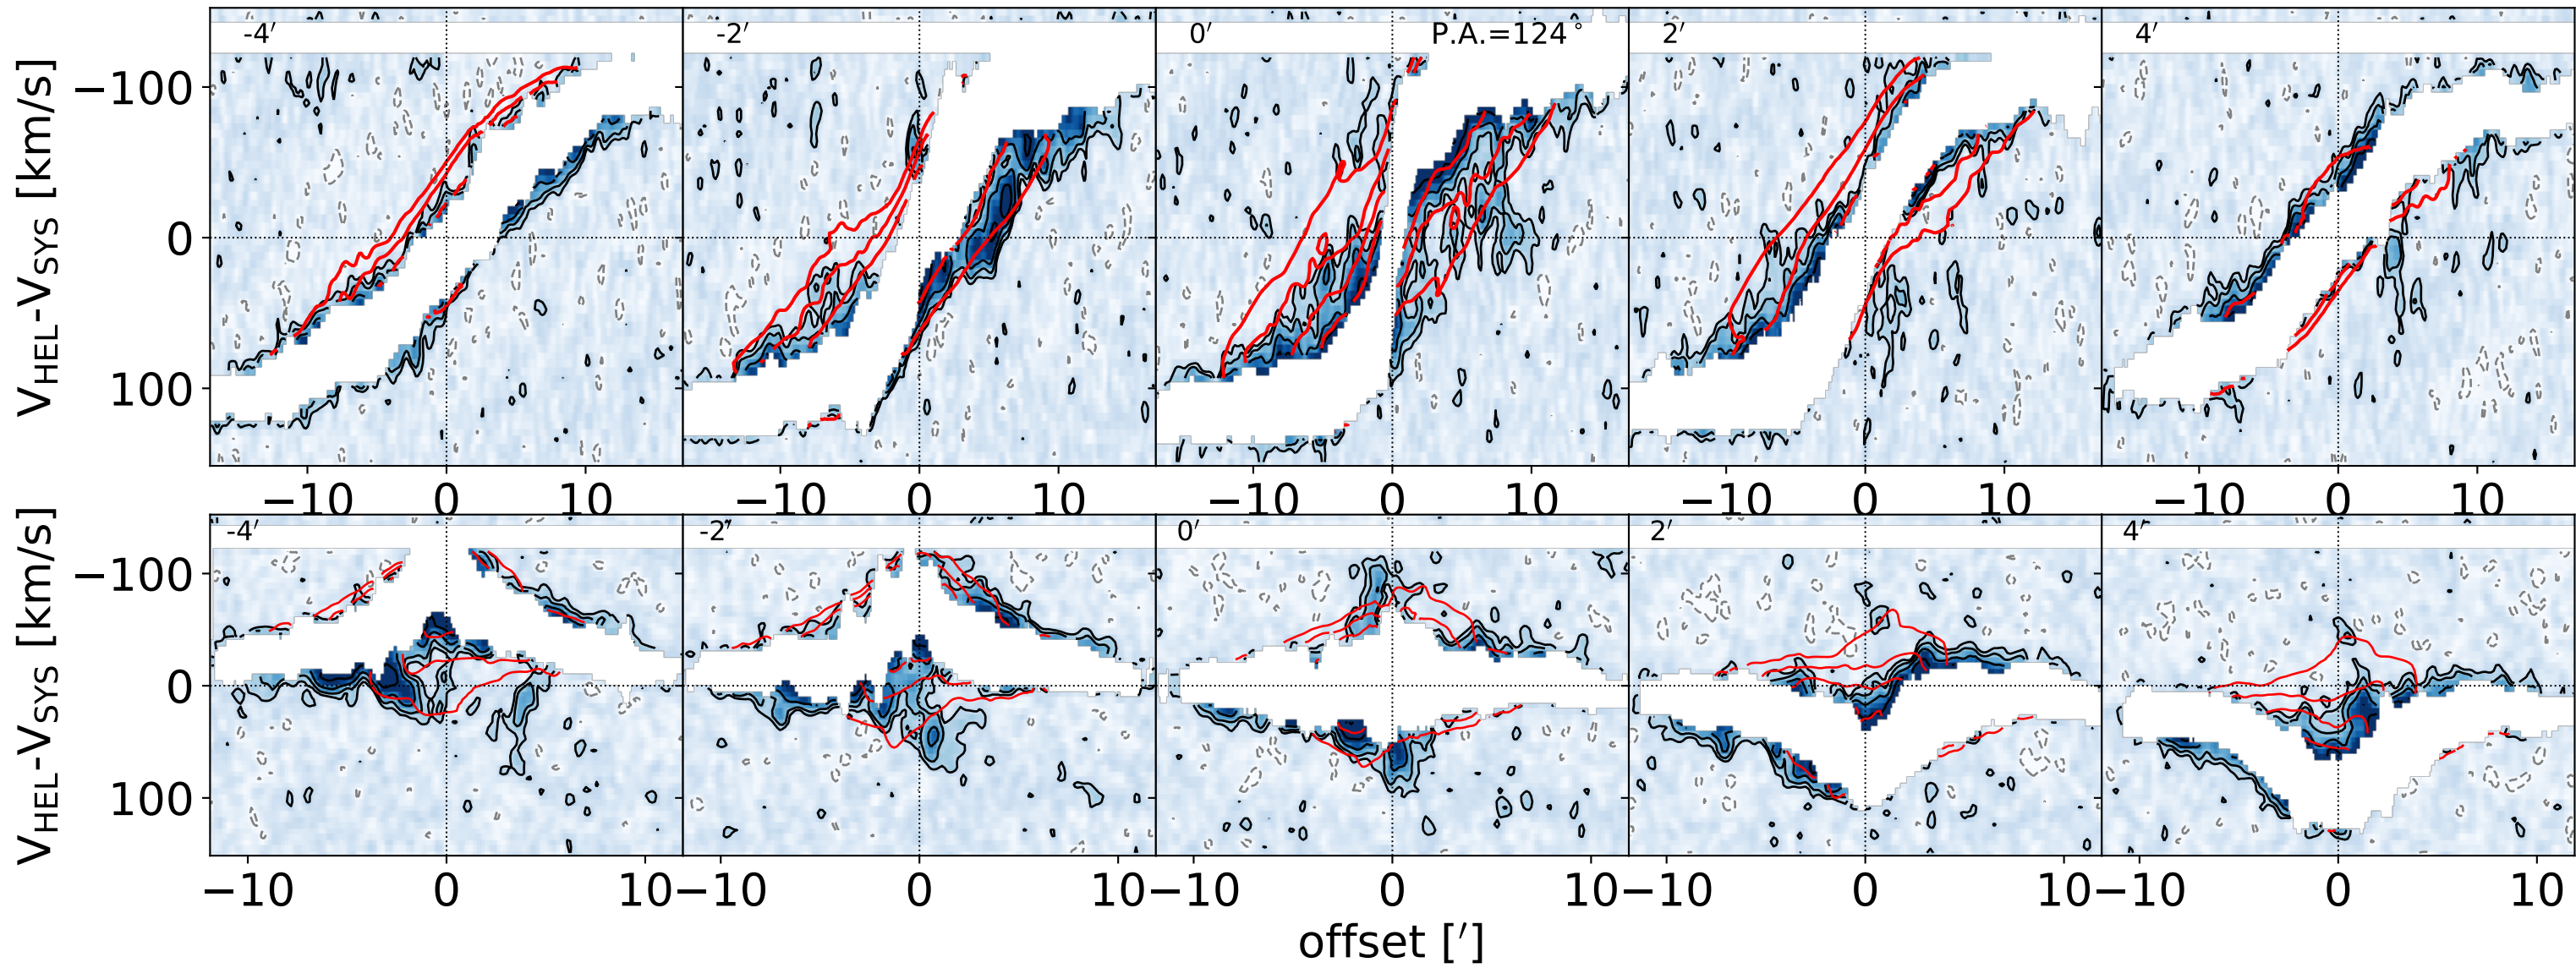 -4′ -2′ 0′ P.A.=124° 2′ 4′
V_HEL-V_SYS [km/s]
−100
0
100
−10 0 10 −10 0 10 −10 0 10 −10 0 10 −10 0 10
-4′ -2′ 0′ 2′ 4′
V_HEL-V_SYS [km/s]
−100
0
100
−10 0 10 −10 0 10 −10 0 10 −10 0 10 −10 0 10
offset [′]